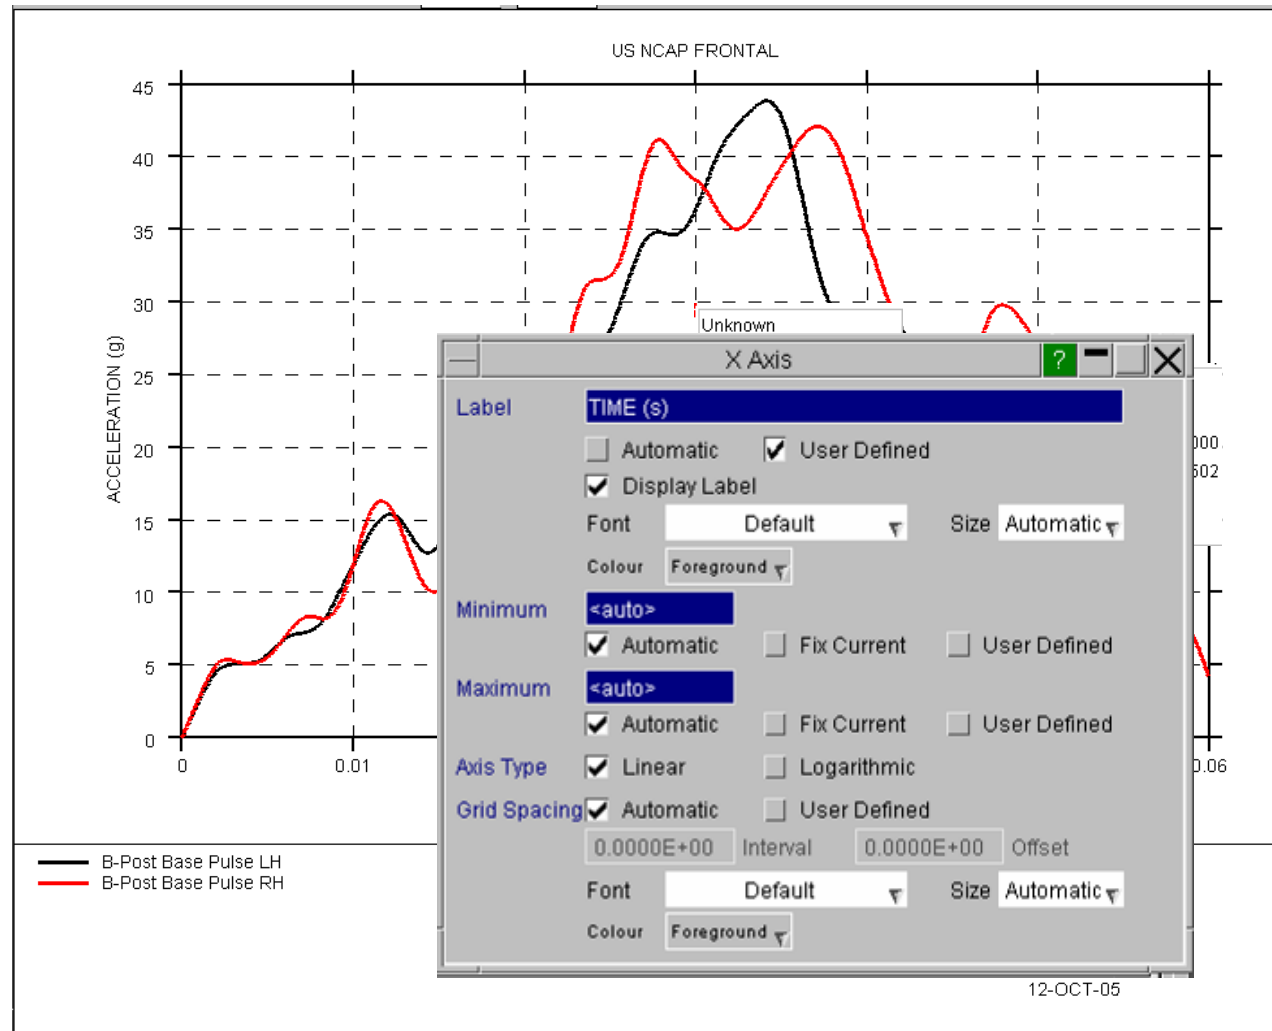 US NCAP FRONTAL
45
40
35
30
25
20
15
10
5
0
ACCELERATION (g)
0
0.01
0.06
Unknown
X Axis
?
Label
TIME (s)
Automatic
User Defined
Display Label
Font
Default
Size
Automatic
Colour
Foreground
Minimum
<auto>
Automatic
Fix Current
User Defined
Maximum
<auto>
Automatic
Fix Current
User Defined
Axis Type
Linear
Logarithmic
Grid Spacing
Automatic
User Defined
0.0000E+00
Interval
0.0000E+00
Offset
Font
Default
Size
Automatic
Colour
Foreground
B-Post Base Pulse LH
B-Post Base Pulse RH
12-OCT-05